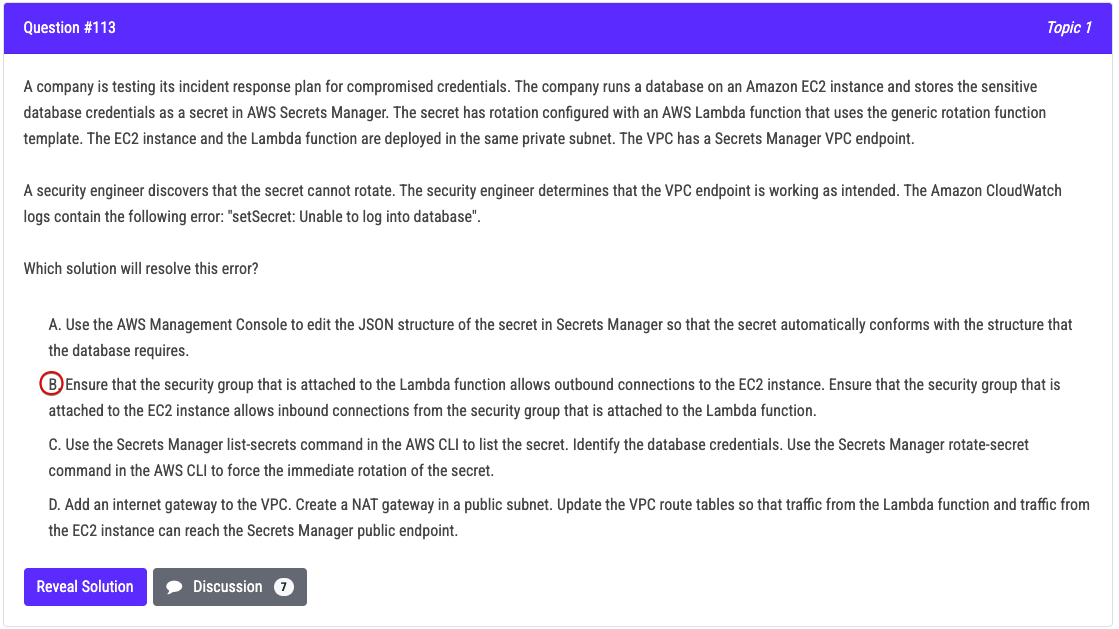 Question #113
Topic 1
A company is testing its incident response plan for compromised credentials. The company runs a database on an Amazon EC2 instance and stores the sensitive
database credentials as a secret in AWS Secrets Manager. The secret has rotation configured with an AWS Lambda function that uses the generic rotation function
template. The EC2 instance and the Lambda function are deployed in the same private subnet. The VPC has a Secrets Manager VPC endpoint.
A security engineer discovers that the secret cannot rotate. The security engineer determines that the VPC endpoint is working as intended. The Amazon CloudWatch
logs contain the following error: "setSecret: Unable to log into database".
Which solution will resolve this error?
A. Use the AWS Management Console to edit the JSON structure of the secret in Secrets Manager so that the secret automatically conforms with the structure that
the database requires.
B. Ensure that the security group that is attached to the Lambda function allows outbound connections to the EC2 instance. Ensure that the security group that is
attached to the EC2 instance allows inbound connections from the security group that is attached to the Lambda function.
C. Use the Secrets Manager list-secrets command in the AWS CLI to list the secret. Identify the database credentials. Use the Secrets Manager rotate-secret
command in the AWS CLI to force the immediate rotation of the secret.
D. Add an internet gateway to the VPC. Create a NAT gateway in a public subnet. Update the VPC route tables so that traffic from the Lambda function and traffic from
the EC2 instance can reach the Secrets Manager public endpoint.
Reveal Solution
Discussion 7